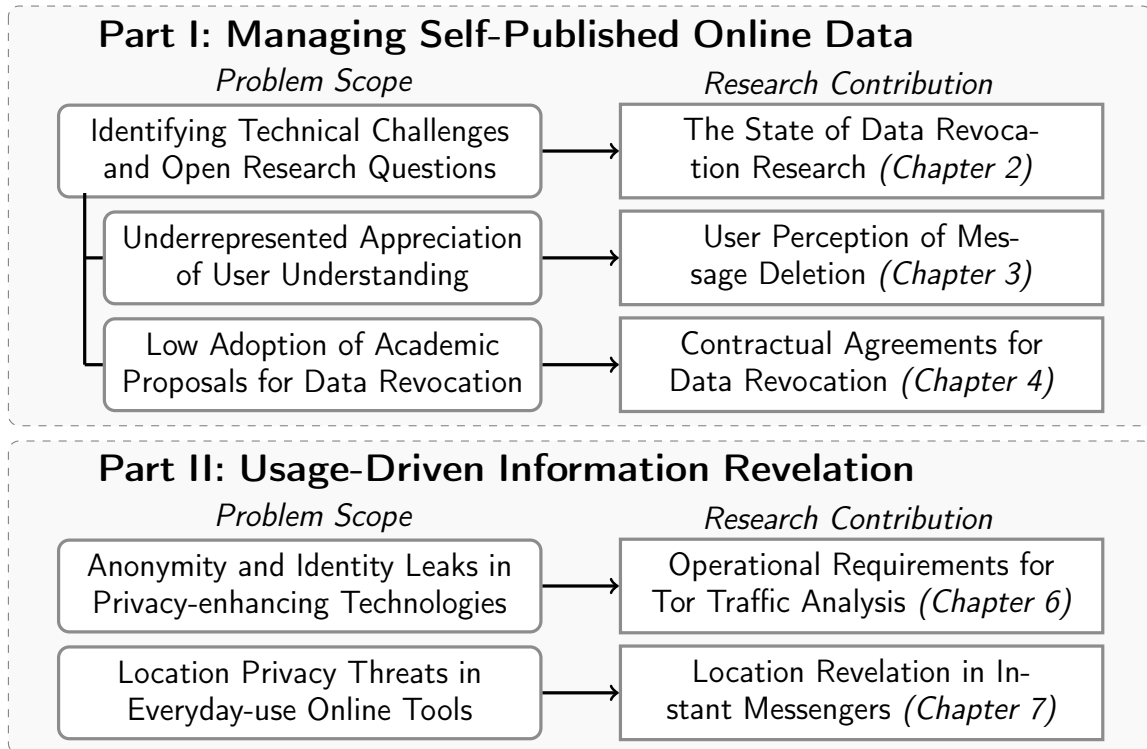 Part I: Managing Self-Published Online Data
Problem Scope
Research Contribution
Identifying Technical Challenges
and Open Research Questions
The State of Data Revoca-
tion Research (Chapter 2)
Underrepresented Appreciation
of User Understanding
User Perception of Mes-
sage Deletion (Chapter 3)
Low Adoption of Academic
Proposals for Data Revocation
Contractual Agreements for
Data Revocation (Chapter 4)
Part II: Usage-Driven Information Revelation
Problem Scope
Research Contribution
Anonymity and Identity Leaks in
Privacy-enhancing Technologies
Operational Requirements for
Tor Traffic Analysis (Chapter 6)
Location Privacy Threats in
Everyday-use Online Tools
Location Revelation in In-
stant Messengers (Chapter 7)